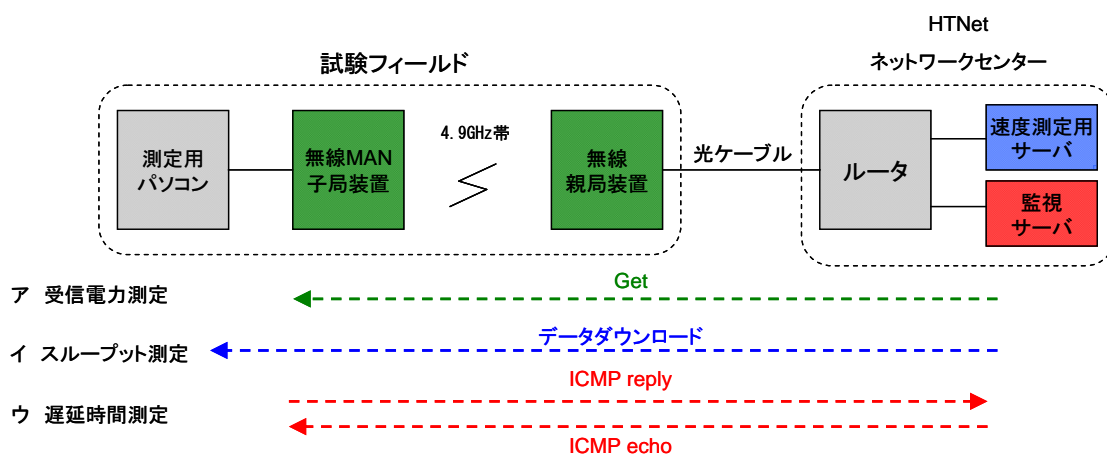 HTNet
ネットワークセンター
試験フィールド
測定用
パソコン
無線MAN
子局装置
4.9GHz帯
無線
親局装置
光ケーブル
ルータ
速度測定用
サーバ
監視
サーバ
ア 受信電力測定
Get
イ スループット測定
データダウンロード
ウ 遅延時間測定
ICMP reply
ICMP echo